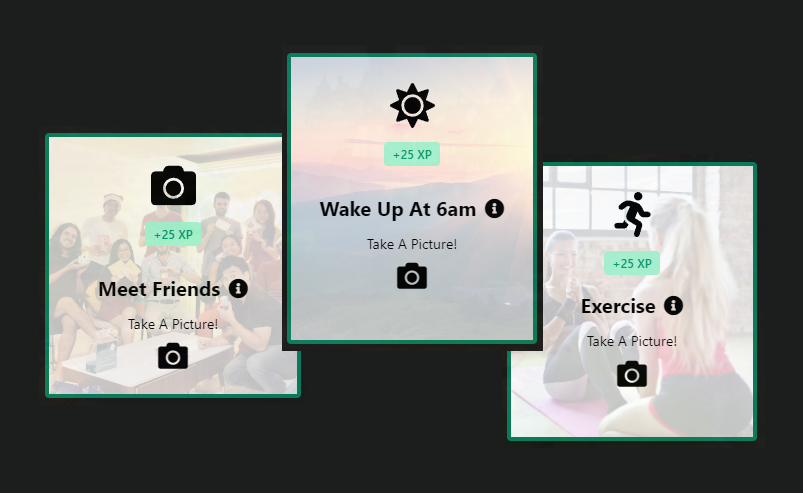 +25 XP
Meet Friends
Take A Picture!
+25 XP
Wake Up At 6am
Take A Picture!
+25 XP
Exercise
Take A Picture!